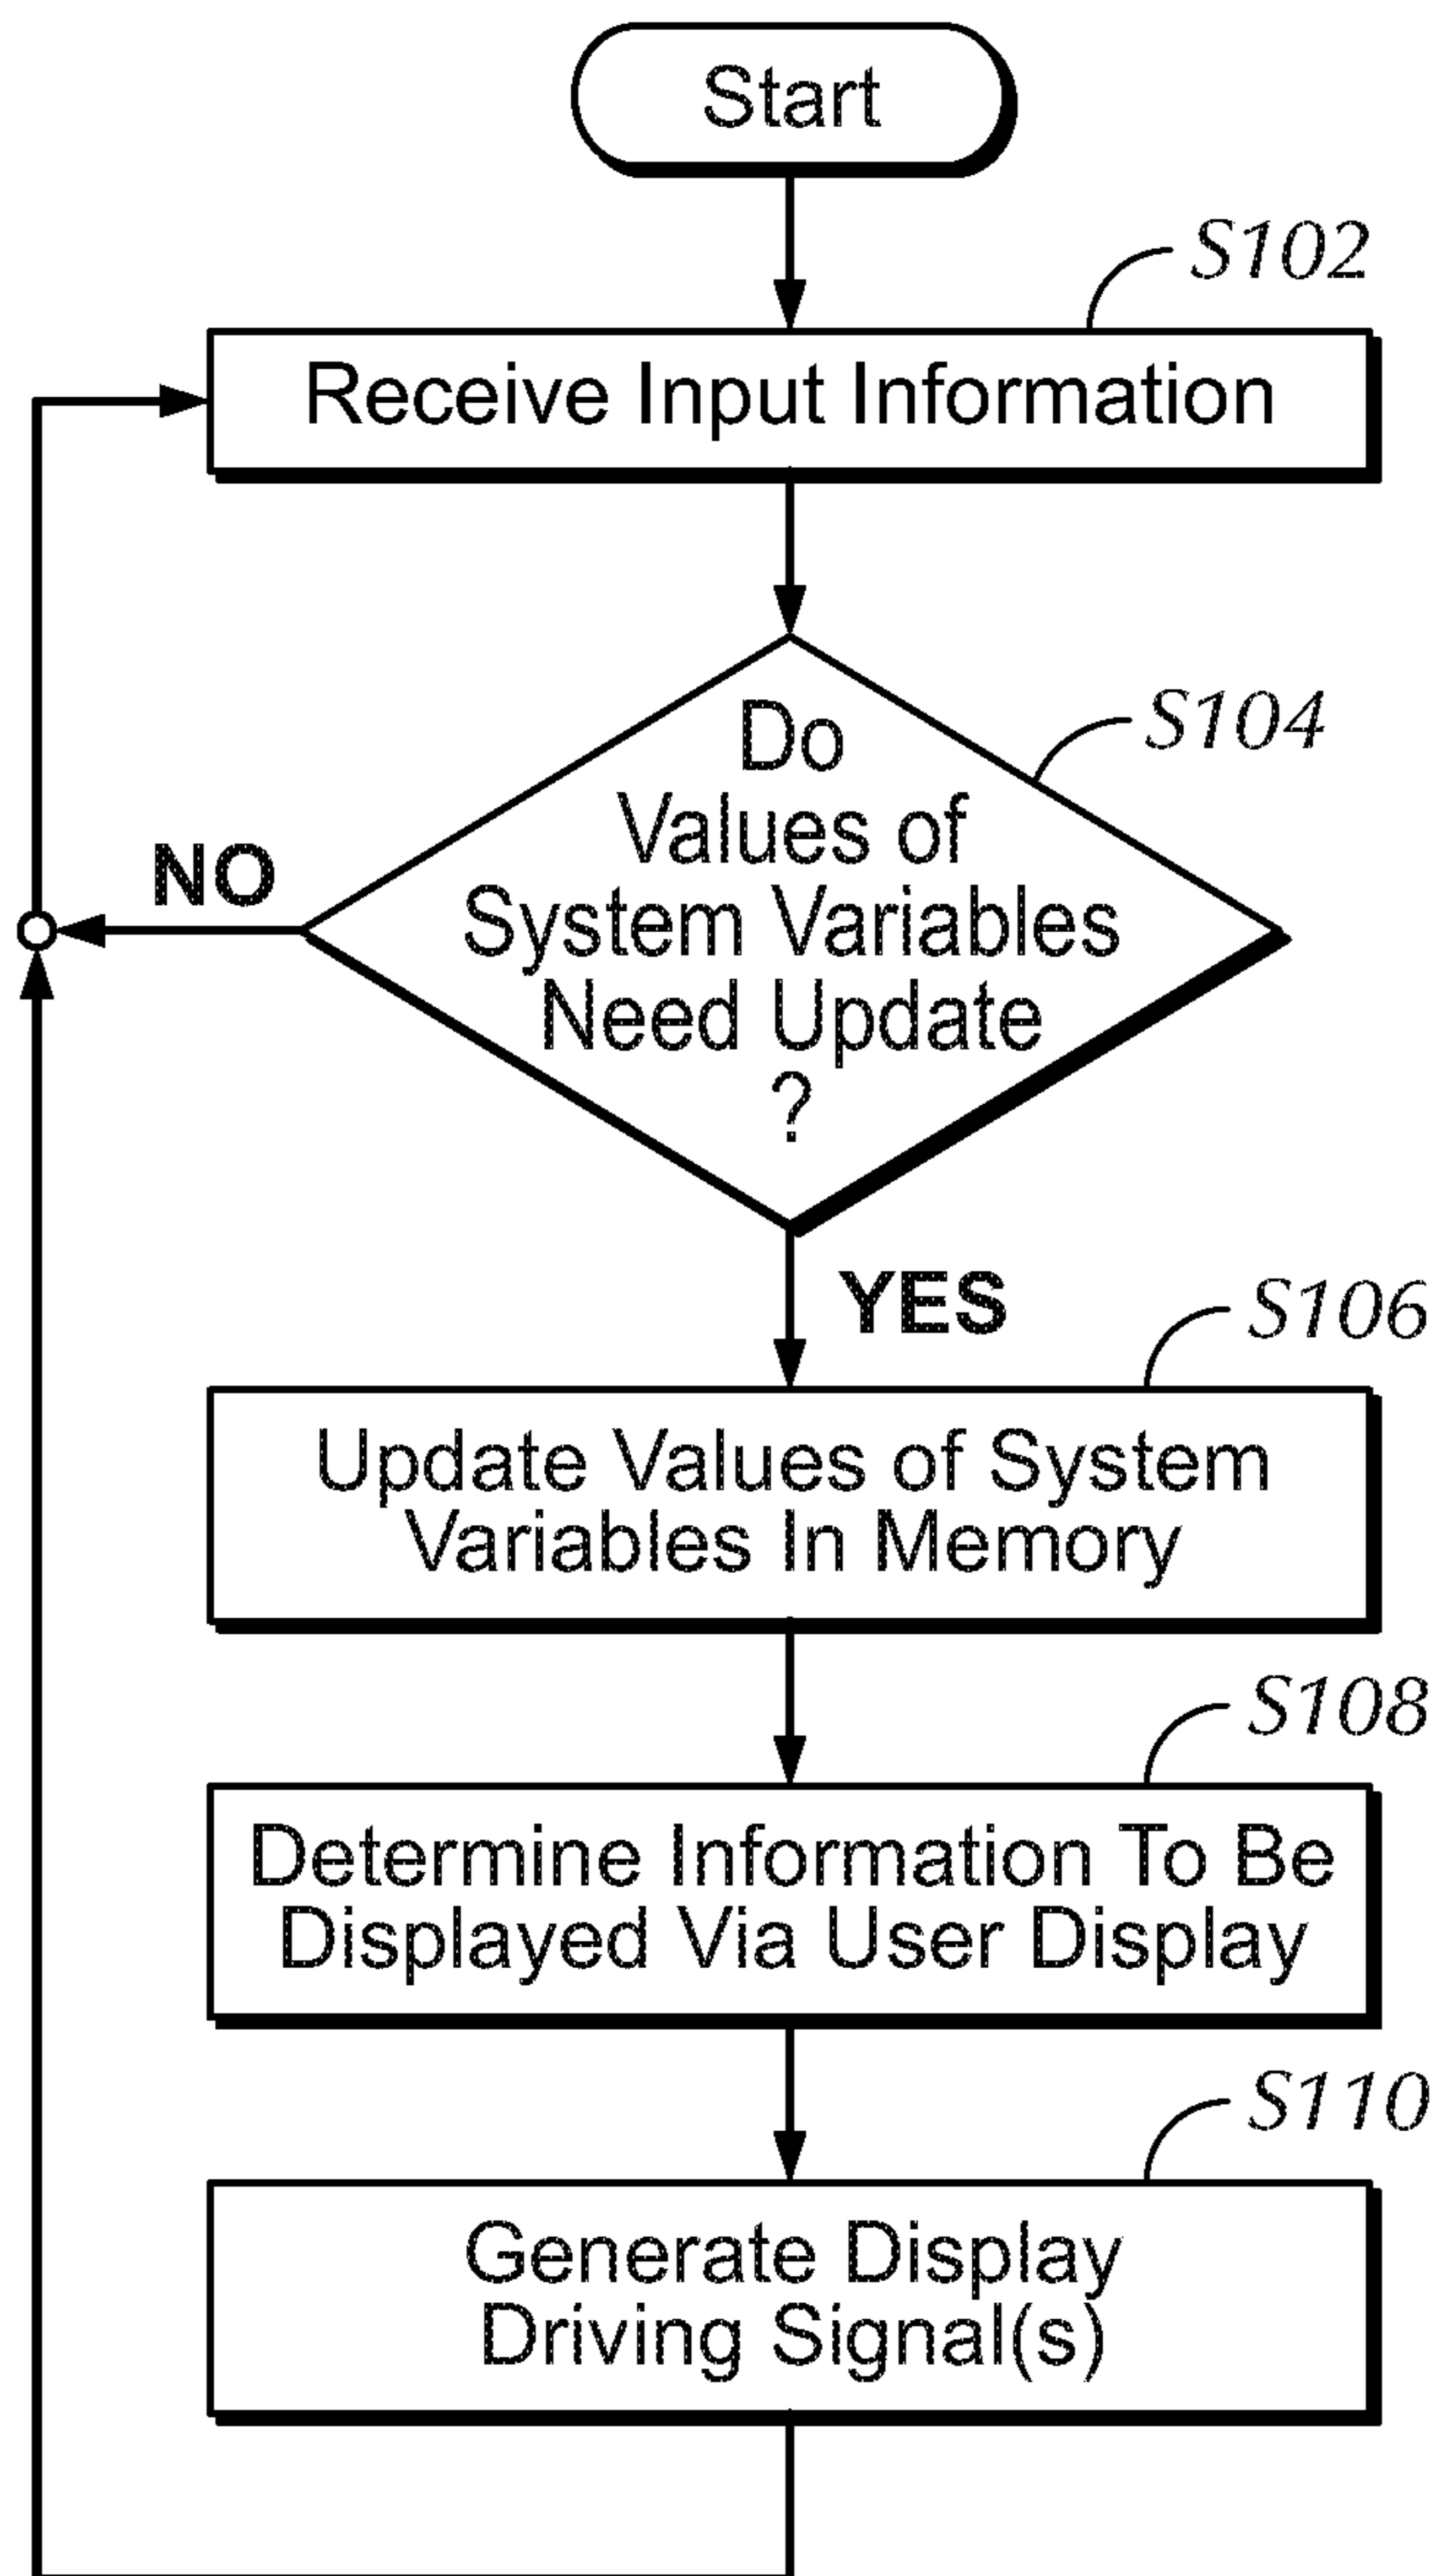 Start
S102
Receive Input Information
S104
Do
Values of
System Variables
Need Update
?
NO
YES
S106
Update Values of System
Variables In Memory
S108
Determine Information To Be
Displayed Via User Display
S110
Generate Display
Driving Signal(s)